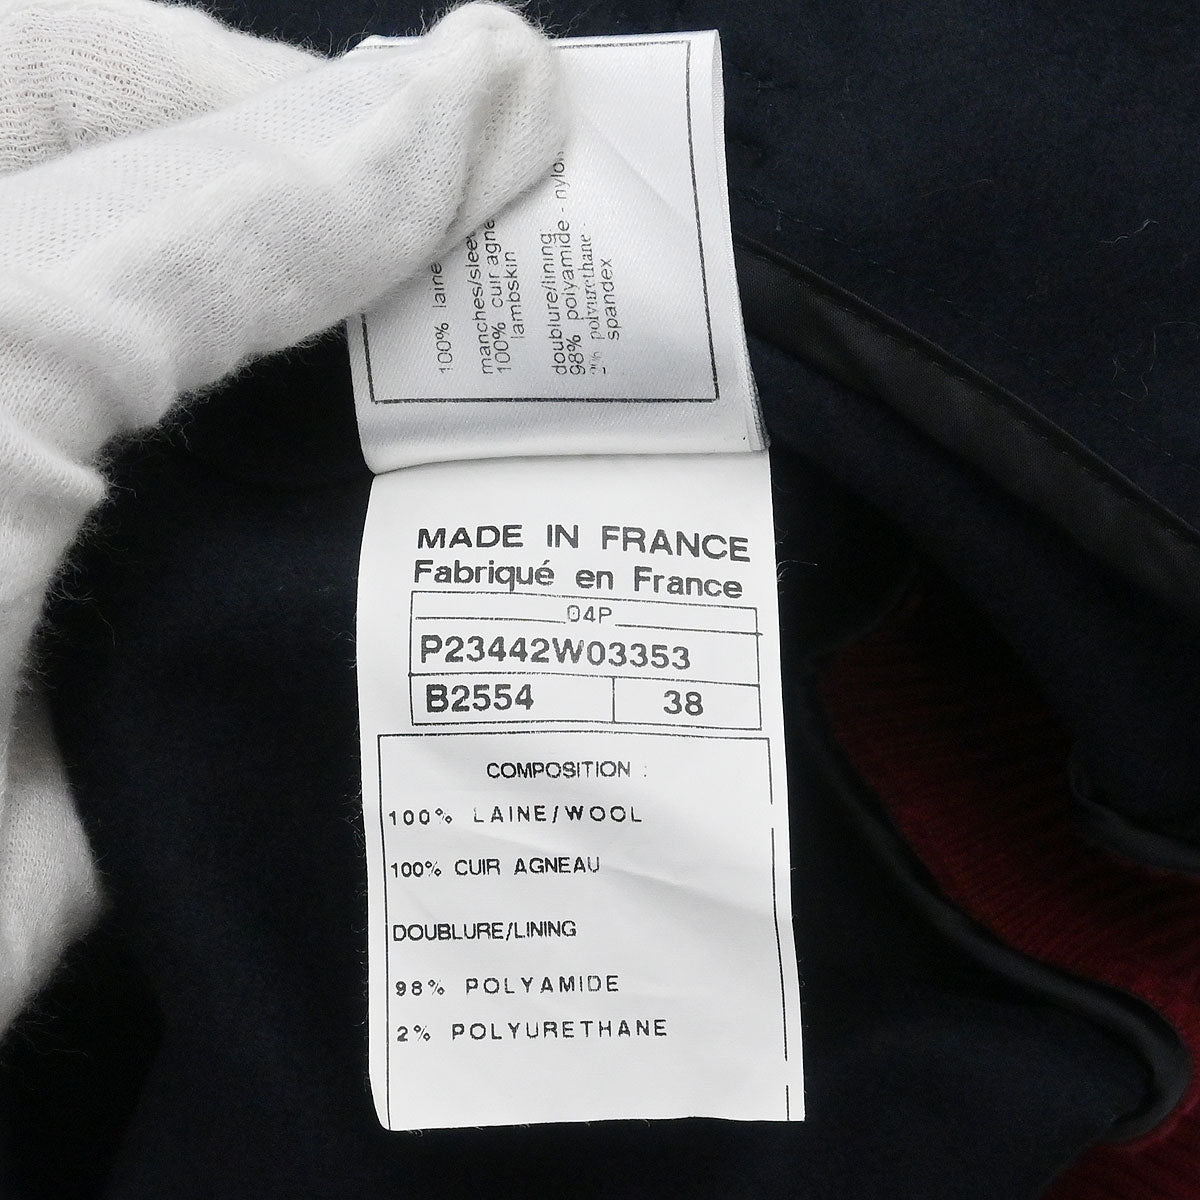 100% laine
manches/slee
100% cuir agne
lambskin
doublure/lining
98% polyamide - nylon
polyurethane
spandex
MADE IN FRANCE
Fabriqué en France
04P
P23442W03353
B2554 38
COMPOSITION :
100% LAINE/WOOL
100% CUIR AGNEAU
DOUBLURE/LINING
98% POLYAMIDE
2% POLYURETHANE